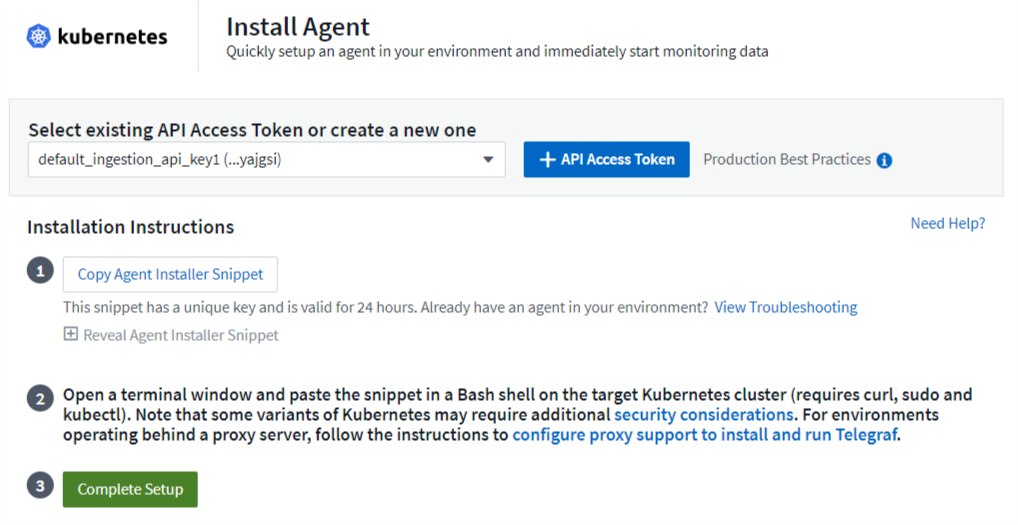 kubernetes
Install Agent
Quickly setup an agent in your environment and immediately start monitoring data
Select existing API Access Token or create a new one
default_ingestion_api_key1 (...yajgsi)
+ API Access Token
Production Best Practices i
Installation Instructions
Need Help?
1
Copy Agent Installer Snippet
This snippet has a unique key and is valid for 24 hours. Already have an agent in your environment? View Troubleshooting
Reveal Agent Installer Snippet
2
Open a terminal window and paste the snippet in a Bash shell on the target Kubernetes cluster (requires curl, sudo and
kubectl). Note that some variants of Kubernetes may require additional security considerations. For environments
operating behind a proxy server, follow the instructions to configure proxy support to install and run Telegraf.
3
Complete Setup